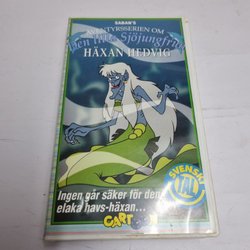 SABAN'S
ÄVENTYRSSERIEN OM
Den lilla Sjöjungfrun
HÄXAN HEDVIG
SVENSKT
TAL
Ingen går säker för den
elaka havs-häxan...